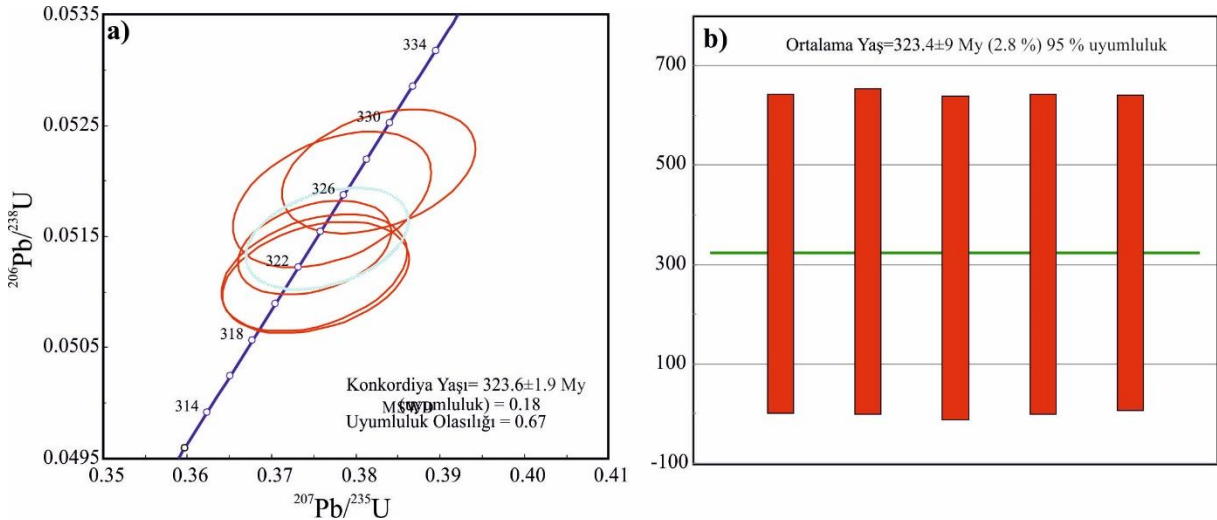 a)
0.0535
0.0525
0.0515
0.0505
0.0495
²⁰⁶Pb/²³⁸U
334
330
326
322
318
314
Konkordiya Yaşı= 323.6±1.9 My
MSWD (uyumluluk) = 0.18
Uyumluluk Olasılığı = 0.67
0.35
0.36
0.37
0.38
0.39
0.40
0.41
²⁰⁷Pb/²³⁵U
b)
Ortalama Yaş=323.4±9 My (2.8 %) 95 % uyumluluk
700
500
300
100
-100